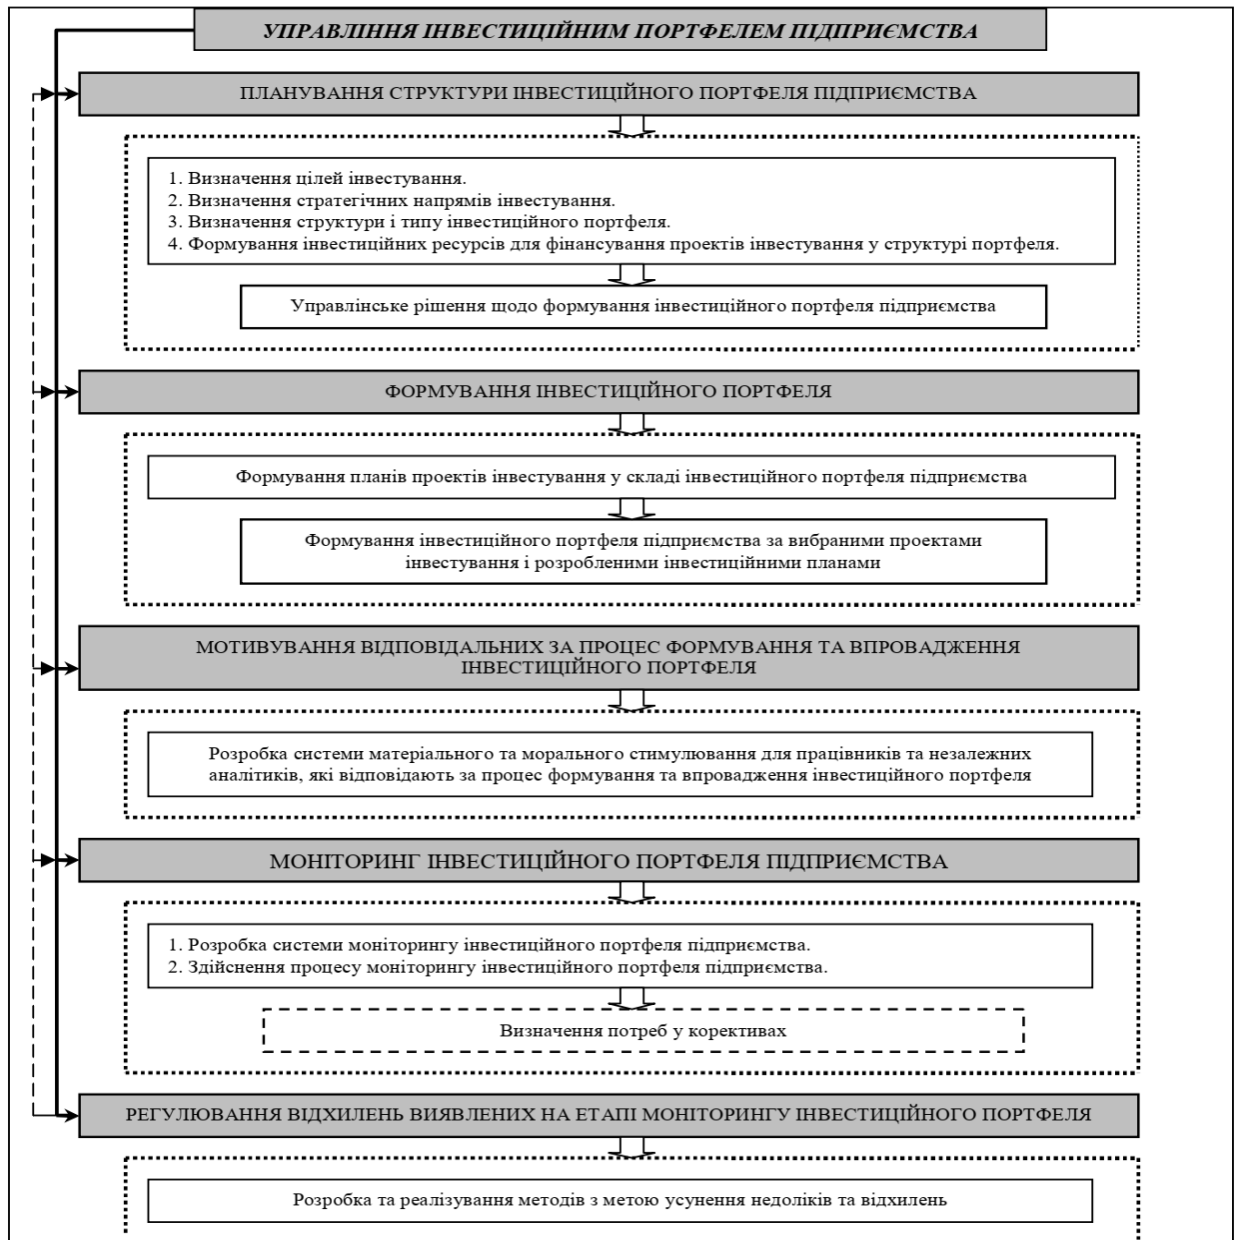 УПРАВЛІННЯ ІНВЕСТИЦІЙНИМ ПОРТФЕЛЕМ ПІДПРИЄМСТВА
ПЛАНУВАННЯ СТРУКТУРИ ІНВЕСТИЦІЙНОГО ПОРТФЕЛЯ ПІДПРИЄМСТВА
1. Визначення цілей інвестування.
2. Визначення стратегічних напрямів інвестування.
3. Визначення структури і типу інвестиційного портфеля.
4. Формування інвестиційних ресурсів для фінансування проектів інвестування у структурі портфеля.
Управлінське рішення щодо формування інвестиційного портфеля підприємства
ФОРМУВАННЯ ІНВЕСТИЦІЙНОГО ПОРТФЕЛЯ
Формування планів проектів інвестування у складі інвестиційного портфеля підприємства
Формування інвестиційного портфеля підприємства за вибраними проектами
інвестування і розробленими інвестиційними планами
МОТИВУВАННЯ ВІДПОВІДАЛЬНИХ ЗА ПРОЦЕС ФОРМУВАННЯ ТА ВПРОВАДЖЕННЯ
ІНВЕСТИЦІЙНОГО ПОРТФЕЛЯ
Розробка системи матеріального та морального стимулювання для працівників та незалежних
аналітиків, які відповідають за процес формування та впровадження інвестиційного портфеля
МОНІТОРИНГ ІНВЕСТИЦІЙНОГО ПОРТФЕЛЯ ПІДПРИЄМСТВА
1. Розробка системи моніторингу інвестиційного портфеля підприємства.
2. Здійснення процесу моніторингу інвестиційного портфеля підприємства.
Визначення потреб у корективах
РЕГУЛЮВАННЯ ВІДХИЛЕНЬ ВИЯВЛЕНИХ НА ЕТАПІ МОНІТОРИНГУ ІНВЕСТИЦІЙНОГО ПОРТФЕЛЯ
Розробка та реалізування методів з метою усунення недоліків та відхилень